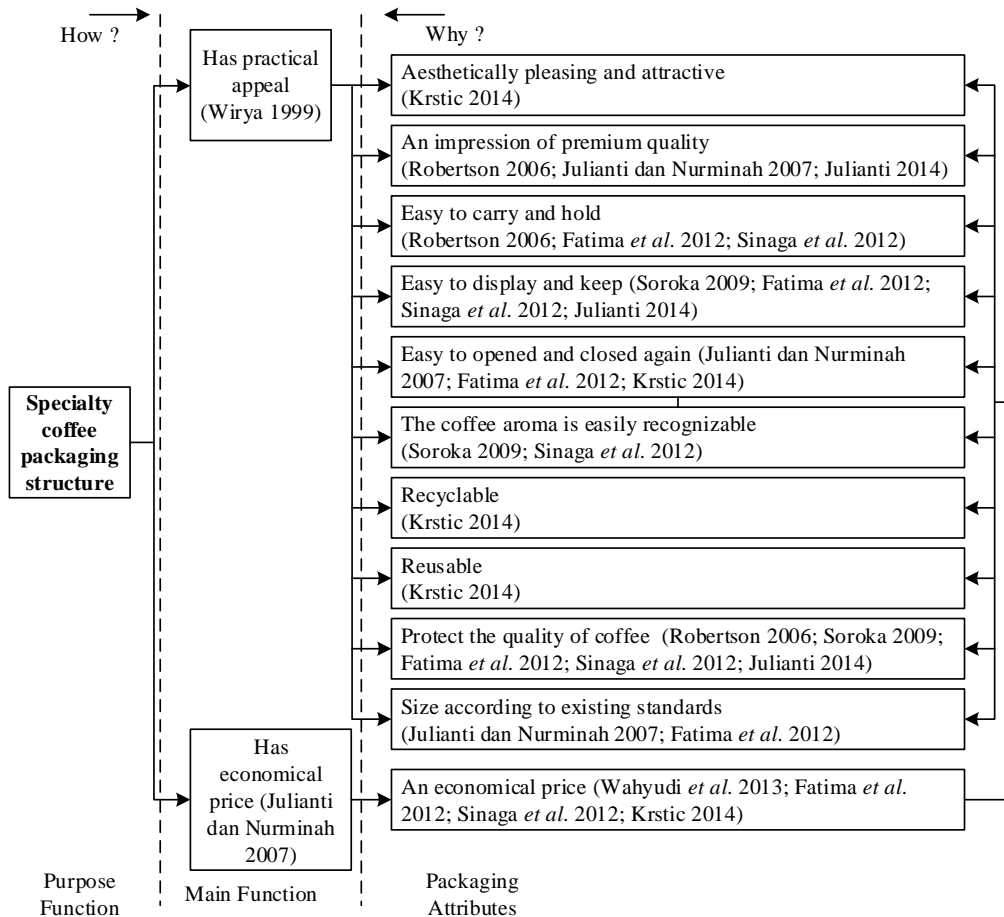 How ?
Why ?
Has practical
appeal
(Wirya 1999)
Aesthetically pleasing and attractive
(Krstic 2014)
An impression of premium quality
(Robertson 2006; Julianti dan Nurminah 2007; Julianti 2014)
Easy to carry and hold
(Robertson 2006; Fatima et al. 2012; Sinaga et al. 2012)
Easy to display and keep (Soroka 2009; Fatima et al. 2012;
Sinaga et al. 2012; Julianti 2014)
Easy to opened and closed again (Julianti dan Nurminah
2007; Fatima et al. 2012; Krstic 2014)
Specialty
coffee
packaging
structure
The coffee aroma is easily recognizable
(Soroka 2009; Sinaga et al. 2012)
Recyclable
(Krstic 2014)
Reusable
(Krstic 2014)
Protect the quality of coffee (Robertson 2006; Soroka 2009;
Fatima et al. 2012; Sinaga et al. 2012; Julianti 2014)
Size according to existing standards
(Julianti dan Nurminah 2007; Fatima et al. 2012)
Has
economical
price (Julianti
dan Nurminah
2007)
An economical price (Wahyudi et al. 2013; Fatima et al.
2012; Sinaga et al. 2012; Krstic 2014)
Purpose
Function
Main Function
Packaging
Attributes